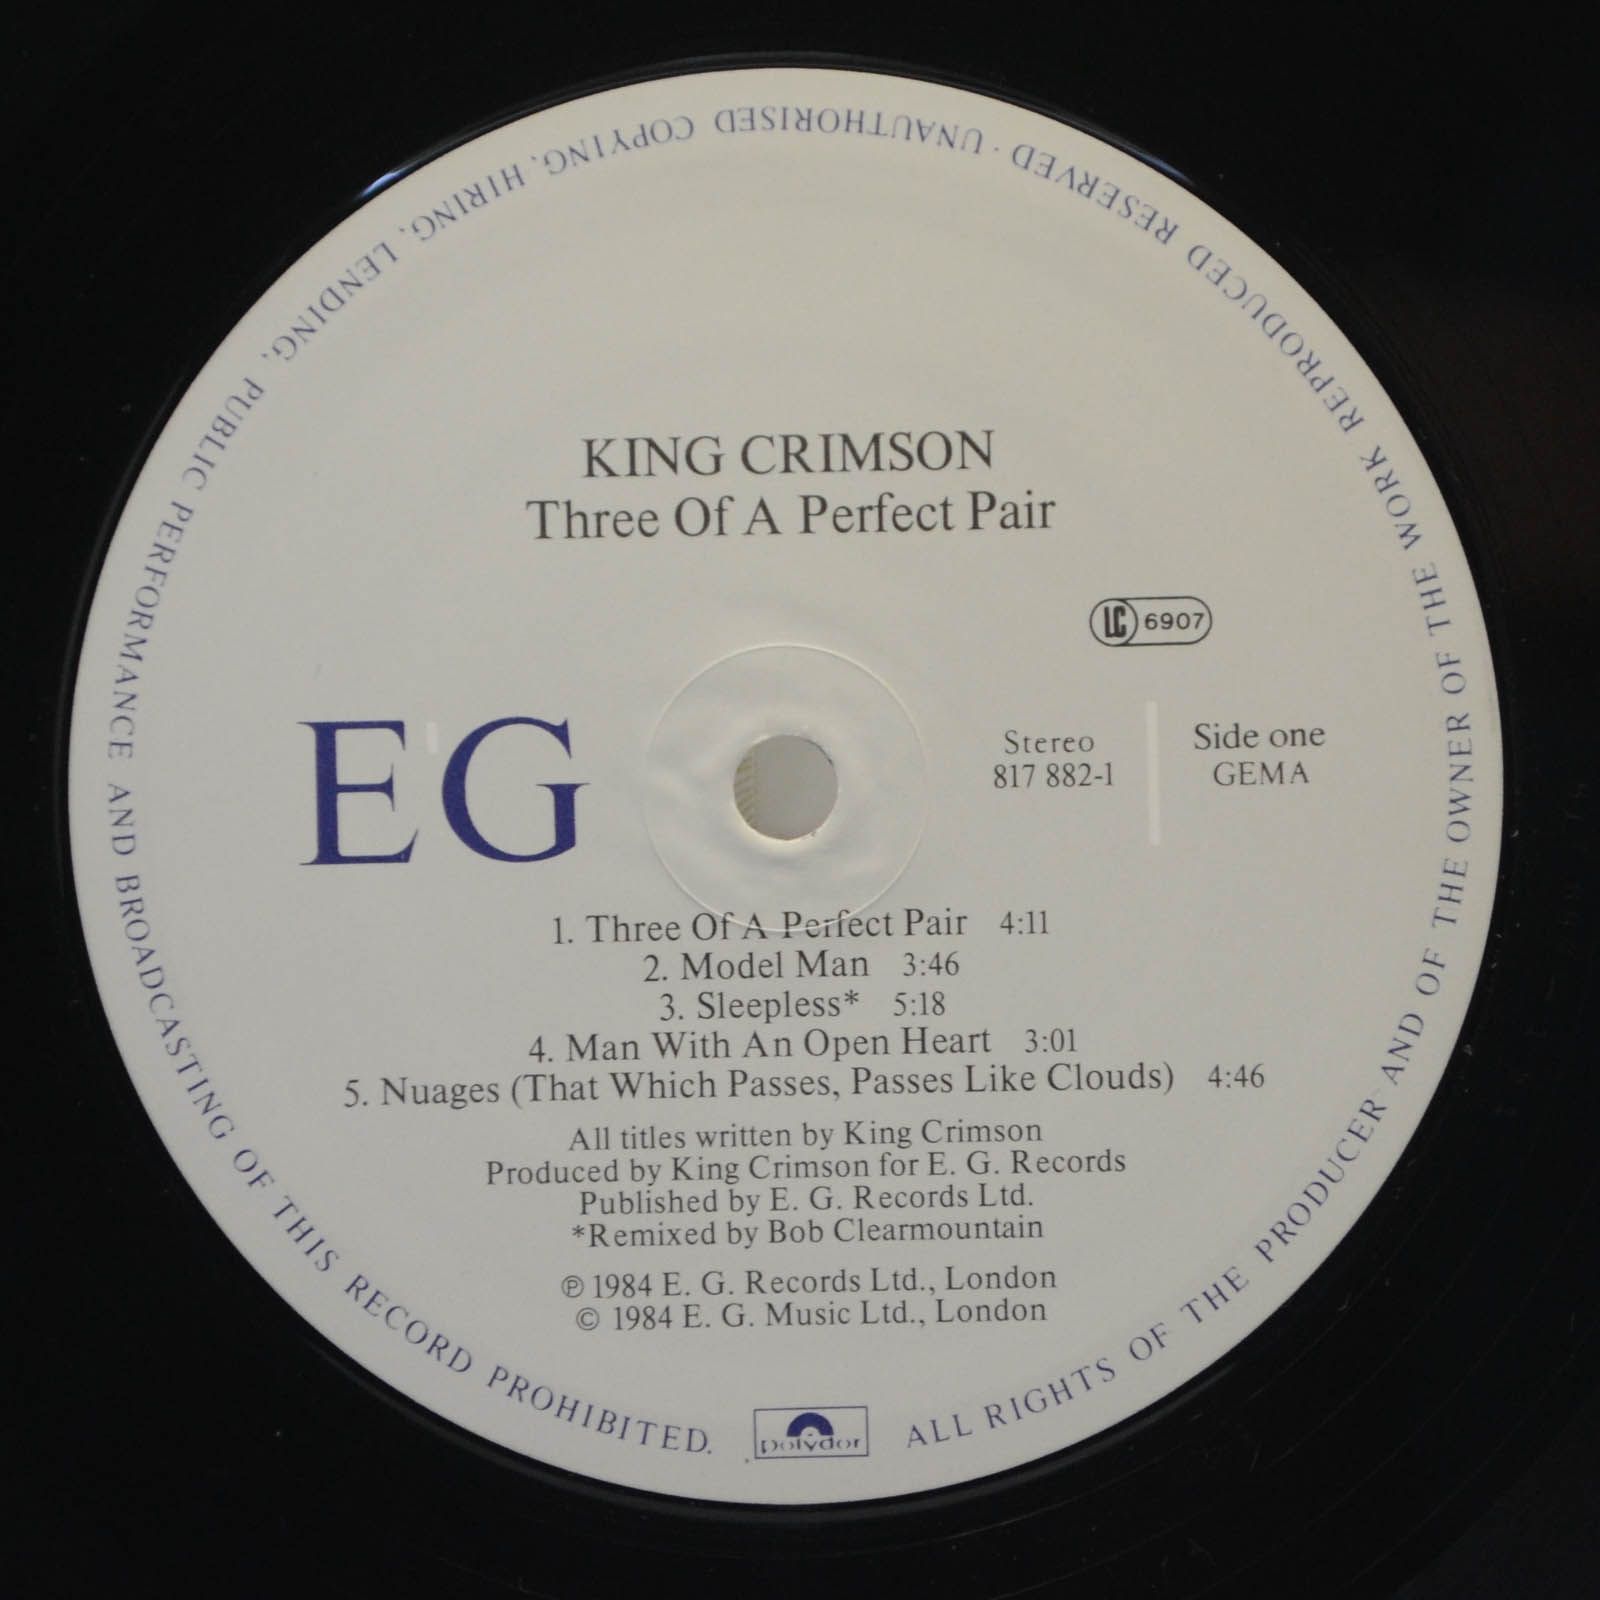 KING CRIMSON
Three Of A Perfect Pair
LC 6907
EG
Stereo
817 882-1
Side one
GEMA
1. Three Of A Perfect Pair 4:11
2. Model Man 3:46
3. Sleepless* 5:18
4. Man With An Open Heart 3:01
5. Nuages (That Which Passes, Passes Like Clouds) 4:46
All titles written by King Crimson
Produced by King Crimson for E. G. Records
Published by E. G. Records Ltd.
*Remixed by Bob Clearmountain
℗ 1984 E. G. Records Ltd., London
© 1984 E. G. Music Ltd., London
polydor
ALL RIGHTS OF THE PRODUCER AND OF THE OWNER OF THE WORK REPRODUCED RESERVED · UNAUTHORISED COPYING, HIRING, LENDING, PUBLIC PERFORMANCE AND BROADCASTING OF THIS RECORD PROHIBITED.